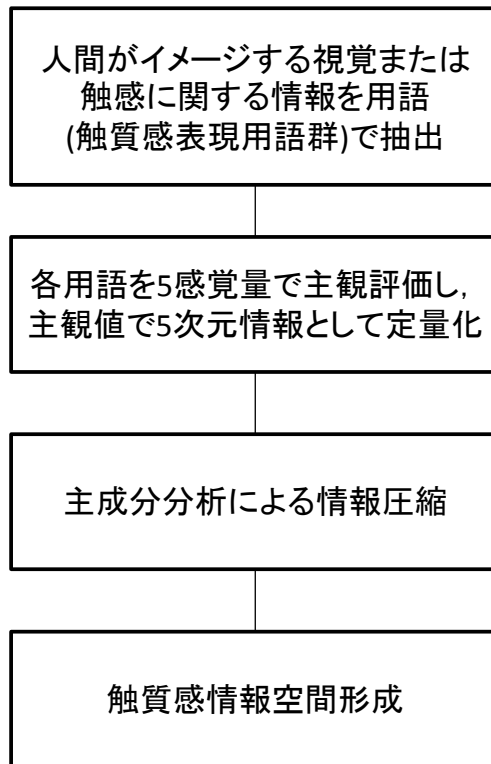 人間がイメージする視覚または
触感に関する情報を用語
(触質感表現用語群)で抽出
各用語を5感覚量で主観評価し,
主観値で5次元情報として定量化
主成分分析による情報圧縮
触質感情報空間形成